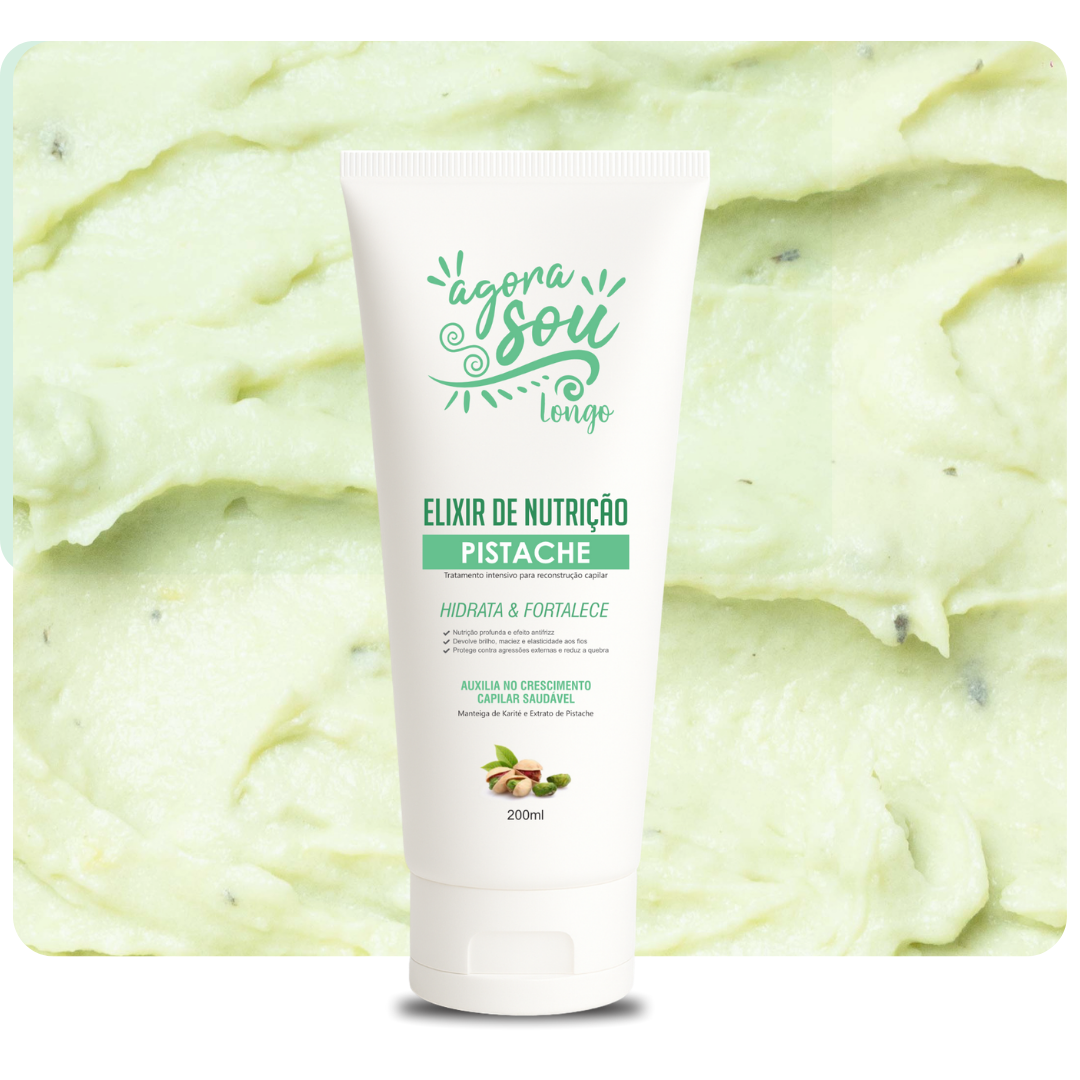 agora
sou
longo
ELIXIR DE NUTRIÇÃO
PISTACHE
Tratamento intensivo para reconstrução capilar
HIDRATA & FORTALECE
Nutrição profunda e efeito antifrizz
Devolve brilho, maciez e elasticidade aos fios
Protege contra agressões externas e reduz a quebra
AUXILIA NO CRESCIMENTO
CAPILAR SAUDÁVEL
Manteiga de Karité e Extrato de Pistache
200ml